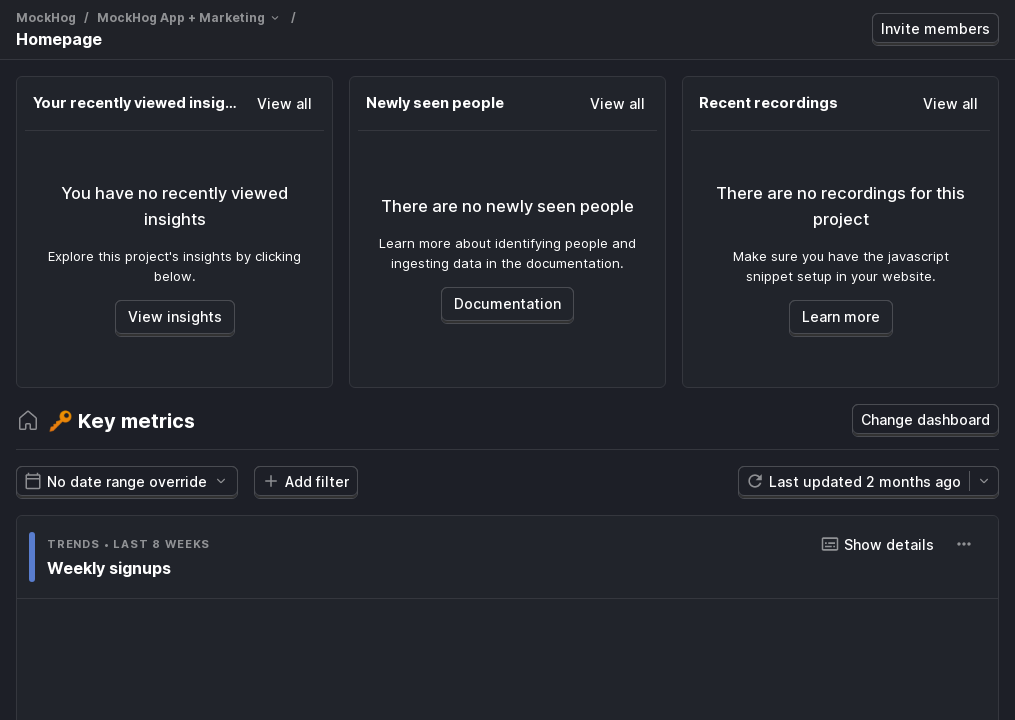 MockHog / MockHog App + Marketing /
Homepage
Invite members
Your recently viewed insig...
View all
You have no recently viewed
insights
Explore this project's insights by clicking
below.
View insights
Newly seen people
View all
There are no newly seen people
Learn more about identifying people and
ingesting data in the documentation.
Documentation
Recent recordings
View all
There are no recordings for this
project
Make sure you have the javascript
snippet setup in your website.
Learn more
🔑 Key metrics
Change dashboard
No date range override
Add filter
Last updated 2 months ago
TRENDS • LAST 8 WEEKS
Show details
Weekly signups